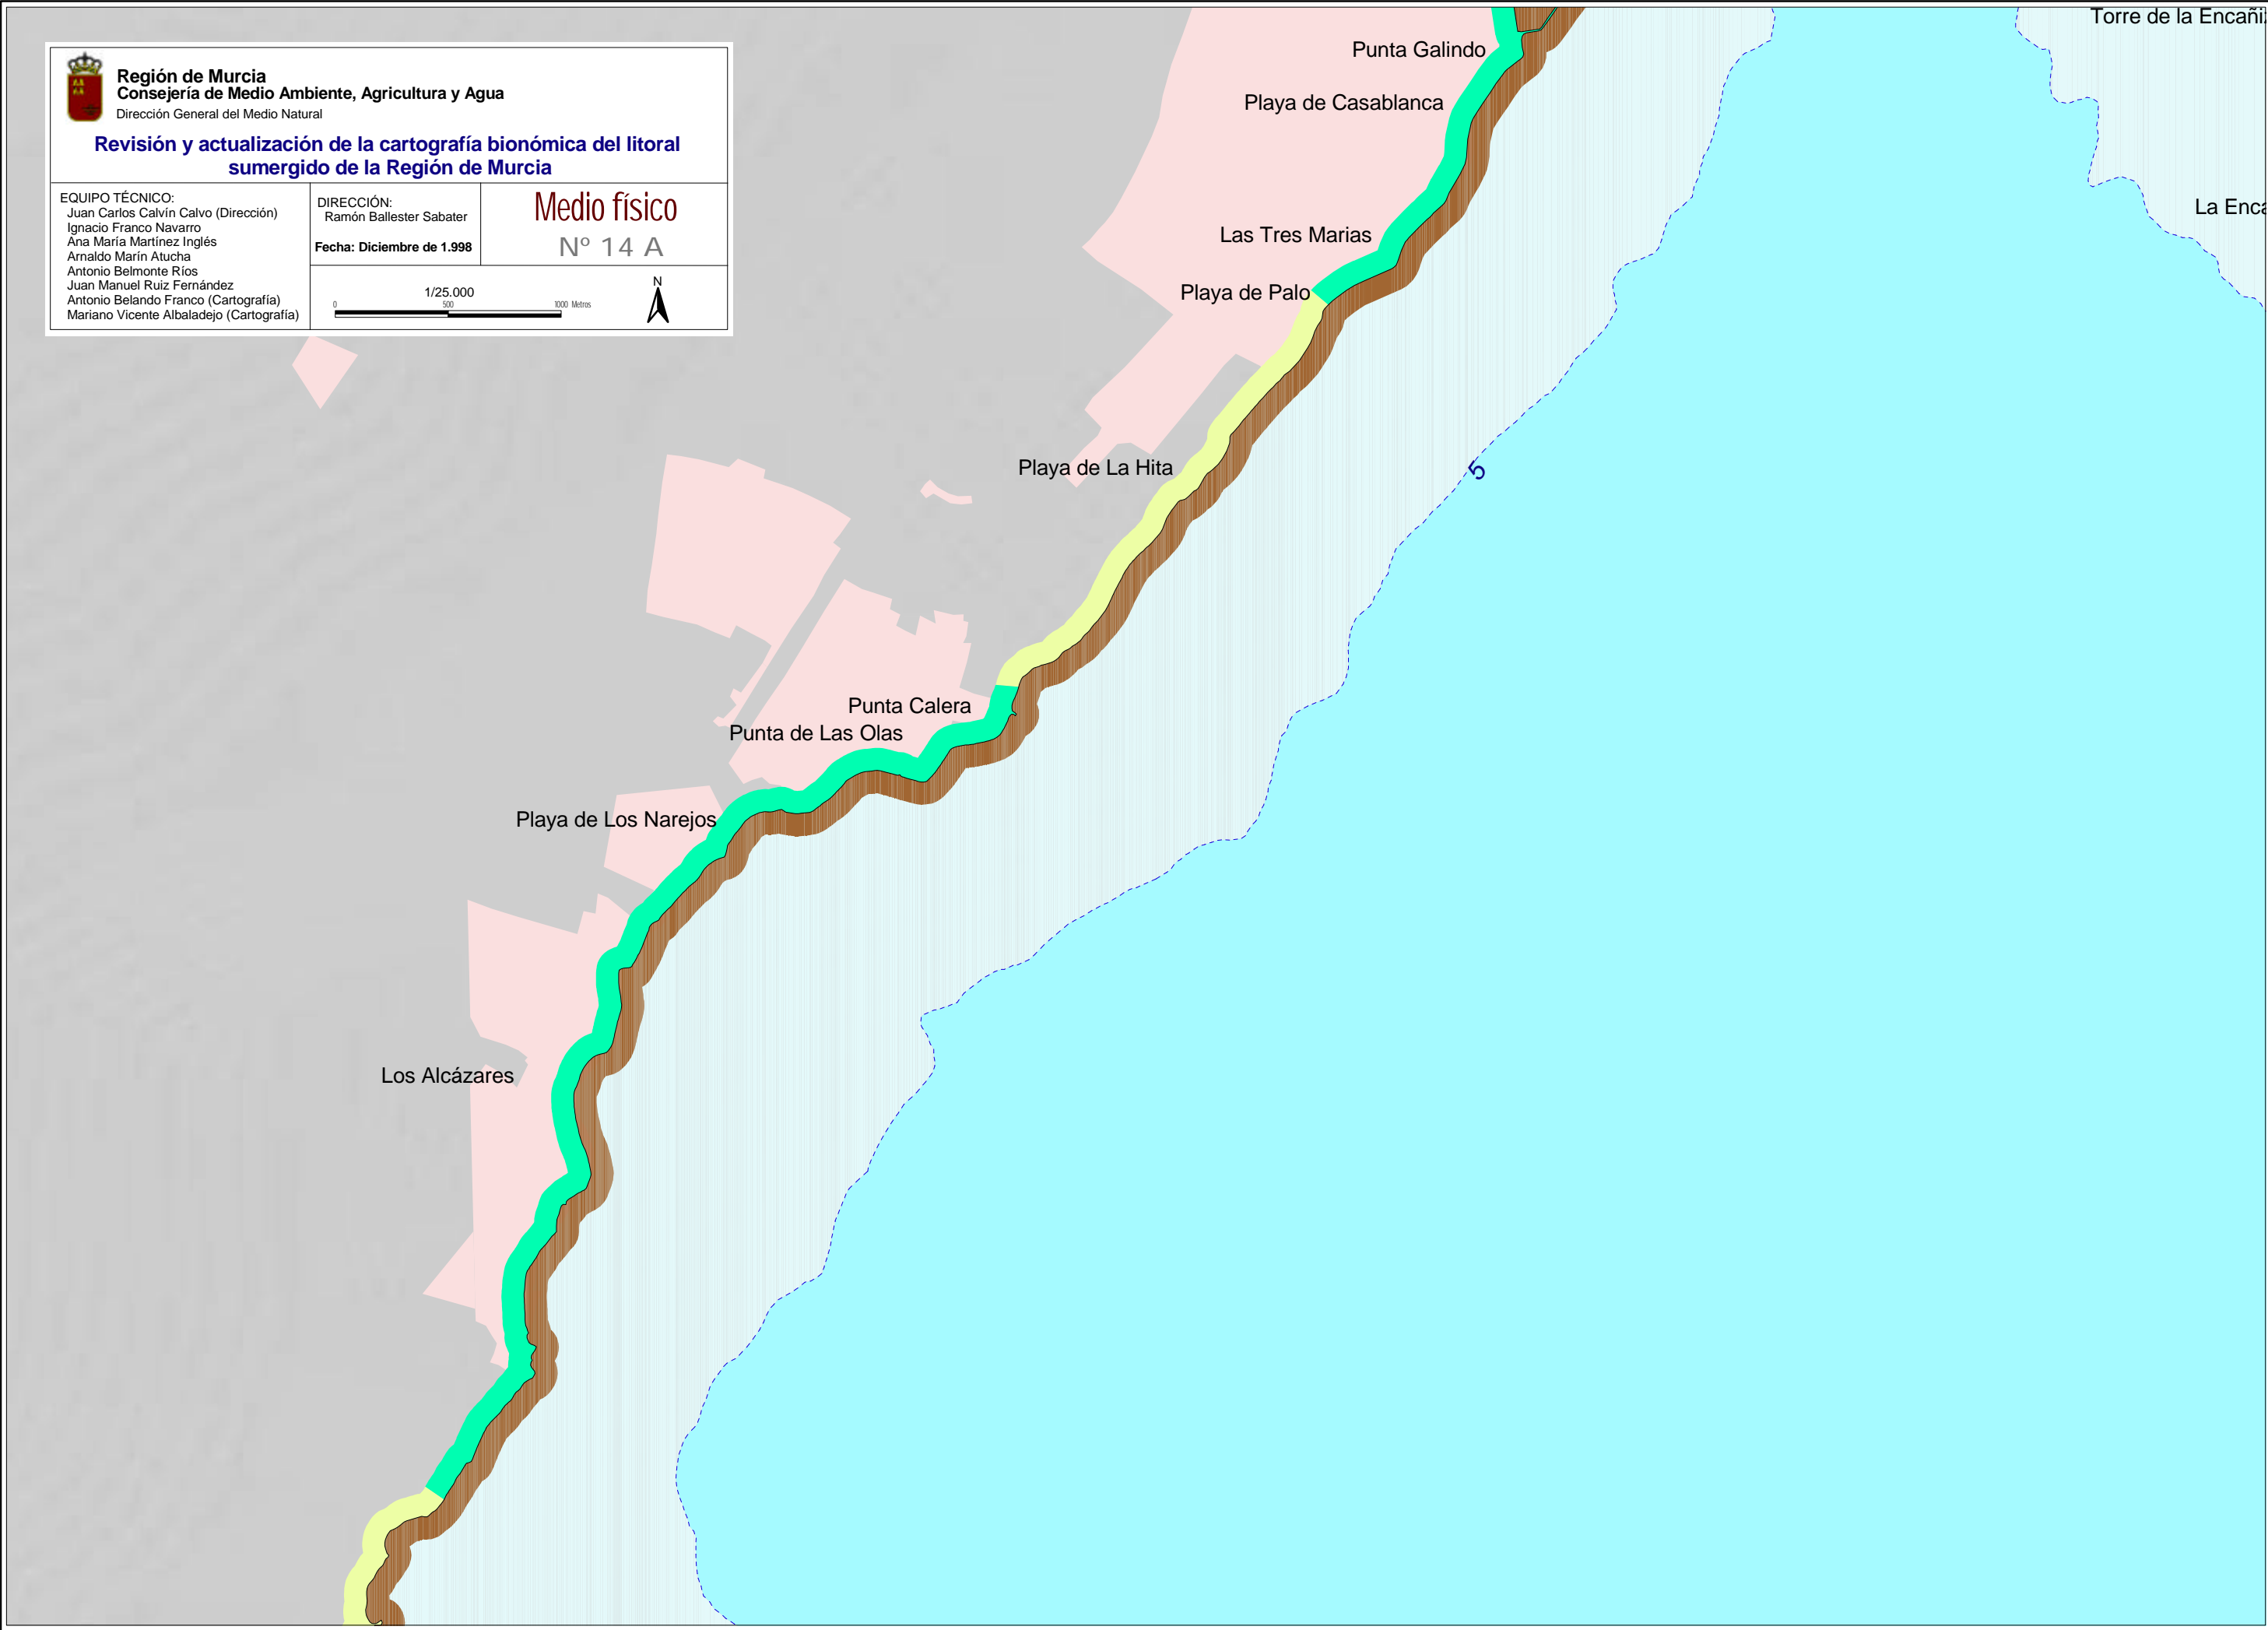 Región de Murcia
Consejería de Medio Ambiente, Agricultura y Agua
Dirección General del Medio Natural
Revisión y actualización de la cartografía bionómica del litoral
sumergido de la Región de Murcia
EQUIPO TÉCNICO:
Juan Carlos Calvín Calvo (Dirección)
Ignacio Franco Navarro
Ana María Martínez Inglés
Arnaldo Marín Atucha
Antonio Belmonte Ríos
Juan Manuel Ruiz Fernández
Antonio Belando Franco (Cartografía)
Mariano Vicente Albaladejo (Cartografía)
DIRECCIÓN:
Ramón Ballester Sabater
Fecha: Diciembre de 1.998
Medio físico
Nº 14 A
1/25.000
0 500 1000 Metros
N
Torre de la Encañi
Punta Galindo
Playa de Casablanca
La Enca
Las Tres Marias
Playa de Palo
Playa de La Hita
5
Punta Calera
Punta de Las Olas
Playa de Los Narejos
Los Alcázares